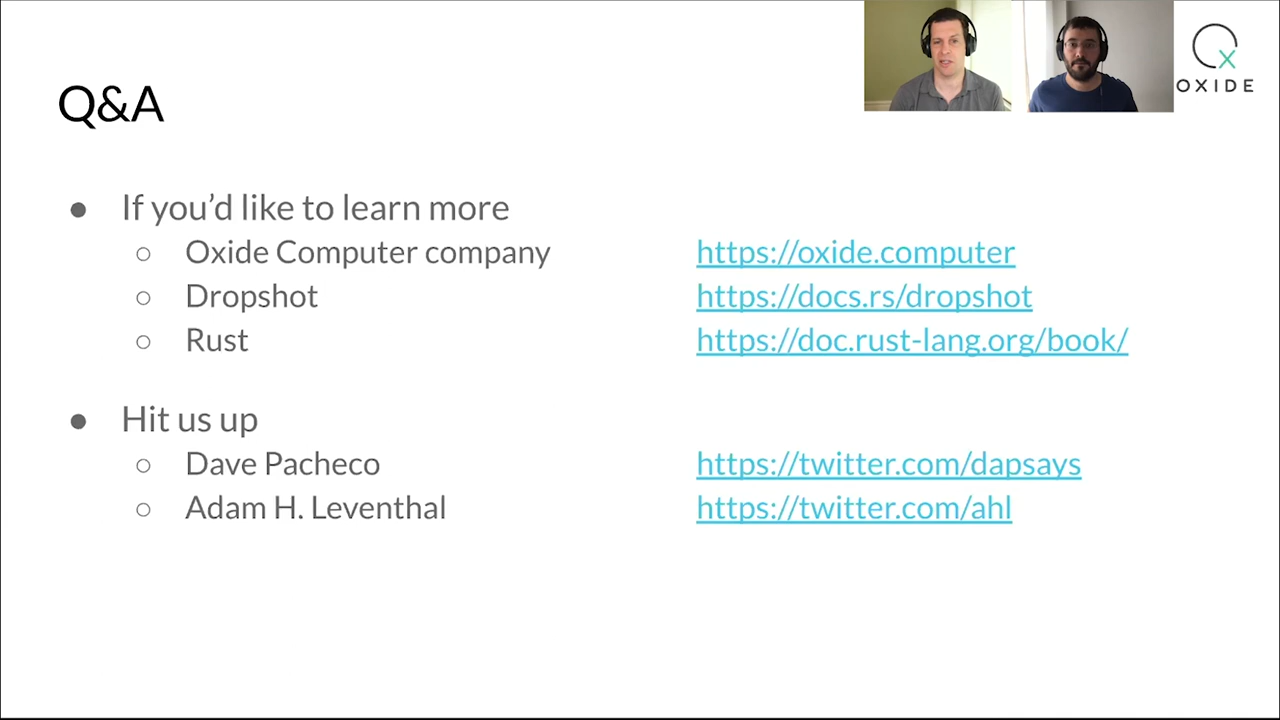 OXIDE
Q&A
● If you’d like to learn more
○ Oxide Computer company https://oxide.computer
○ Dropshot https://docs.rs/dropshot
○ Rust https://doc.rust-lang.org/book/
● Hit us up
○ Dave Pacheco https://twitter.com/dapsays
○ Adam H. Leventhal https://twitter.com/ahl